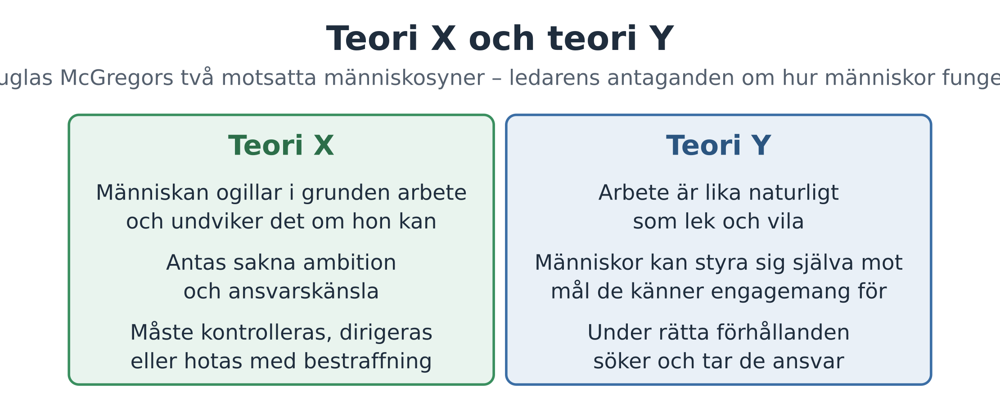 Teori X och teori Y
uglas McGregors två motsatta människosyner – ledarens antaganden om hur människor funge
Teori X
Människan ogillar i grunden arbete
och undviker det om hon kan
Antas sakna ambition
och ansvarskänsla
Måste kontrolleras, dirigeras
eller hotas med bestraffning
Teori Y
Arbete är lika naturligt
som lek och vila
Människor kan styra sig själva mot
mål de känner engagemang för
Under rätta förhållanden
söker och tar de ansvar